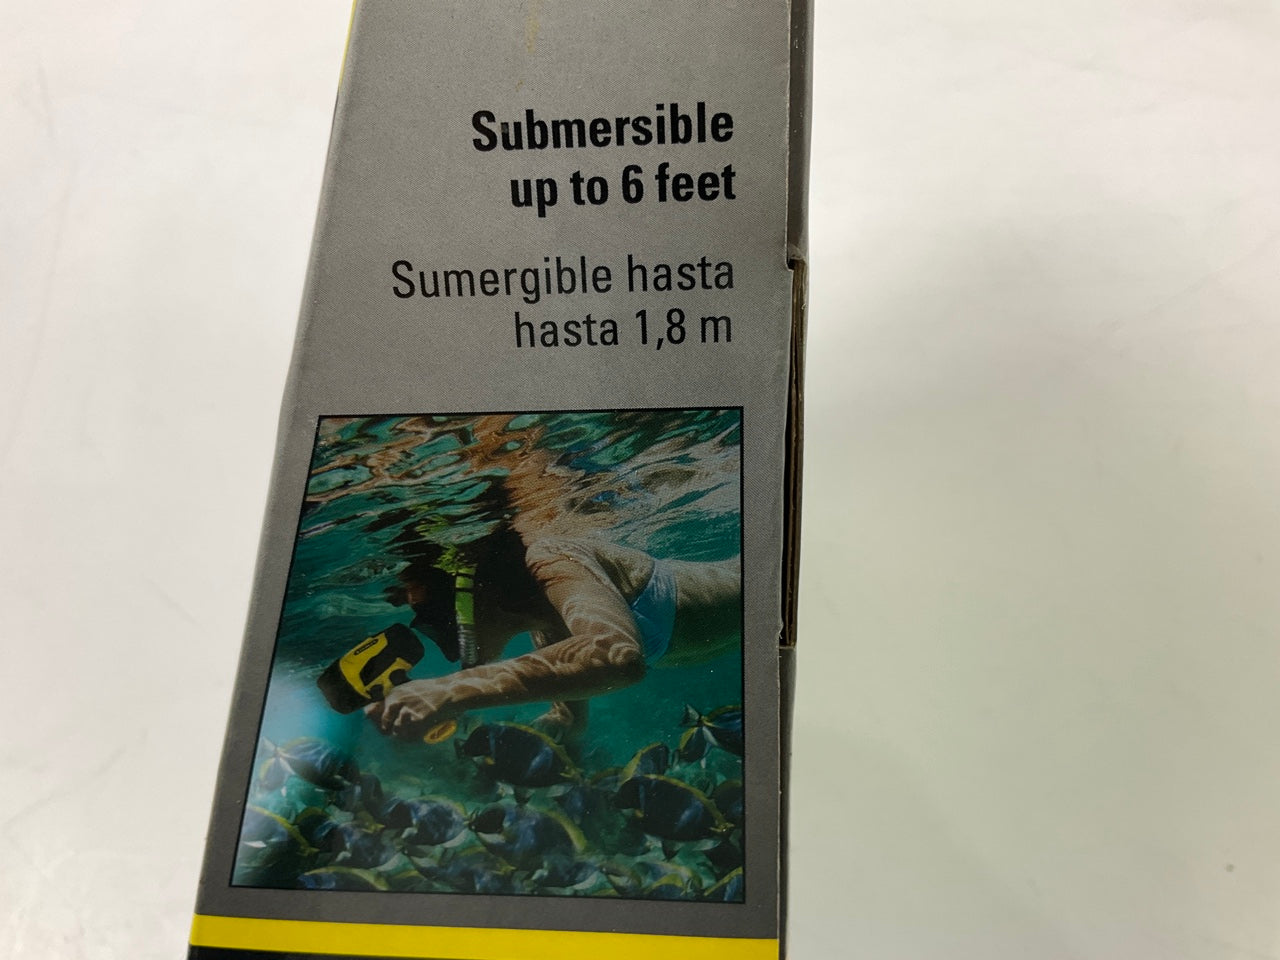 Submersible
up to 6 feet
Sumergible hasta
hasta 1,8 m